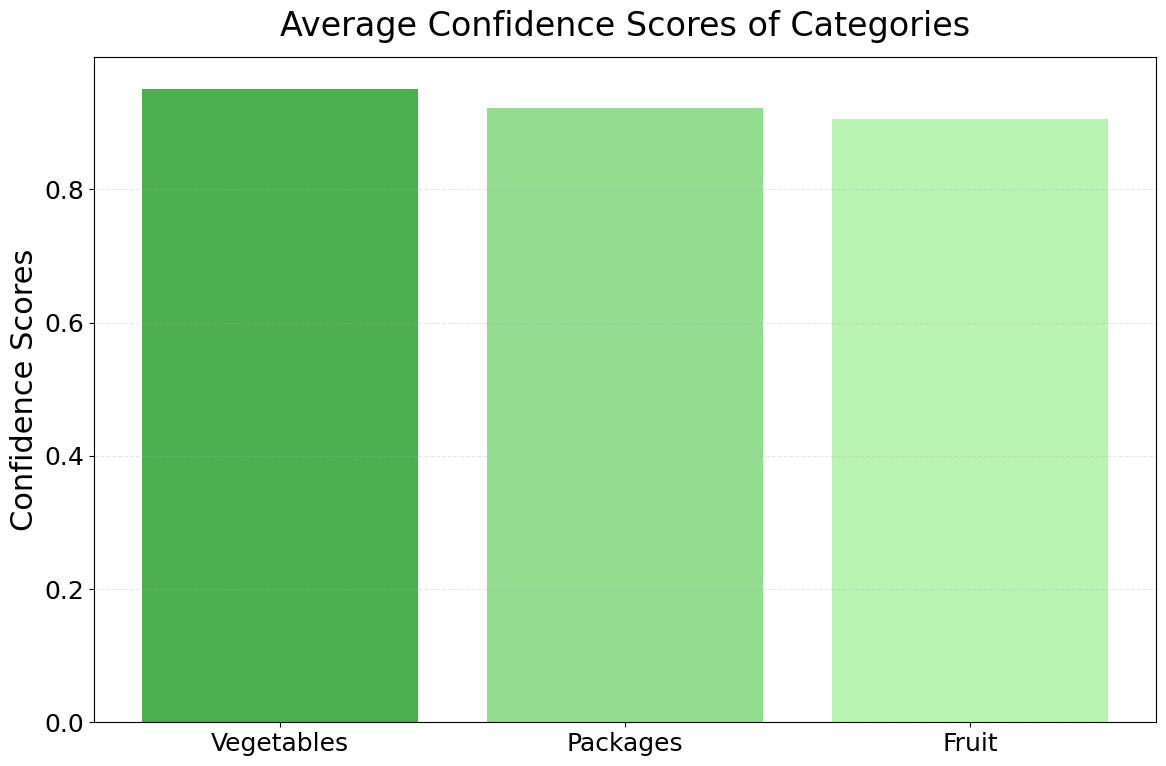 Average Confidence Scores of Categories
Confidence Scores
0.8
0.6
0.4
0.2
0.0
Vegetables Packages Fruit